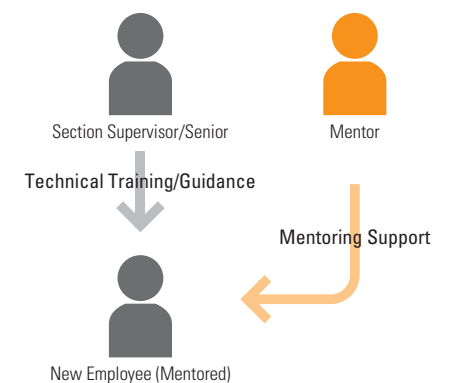 Section Supervisor/Senior
Mentor
Technical Training/Guidance
Mentoring Support
New Employee (Mentored)